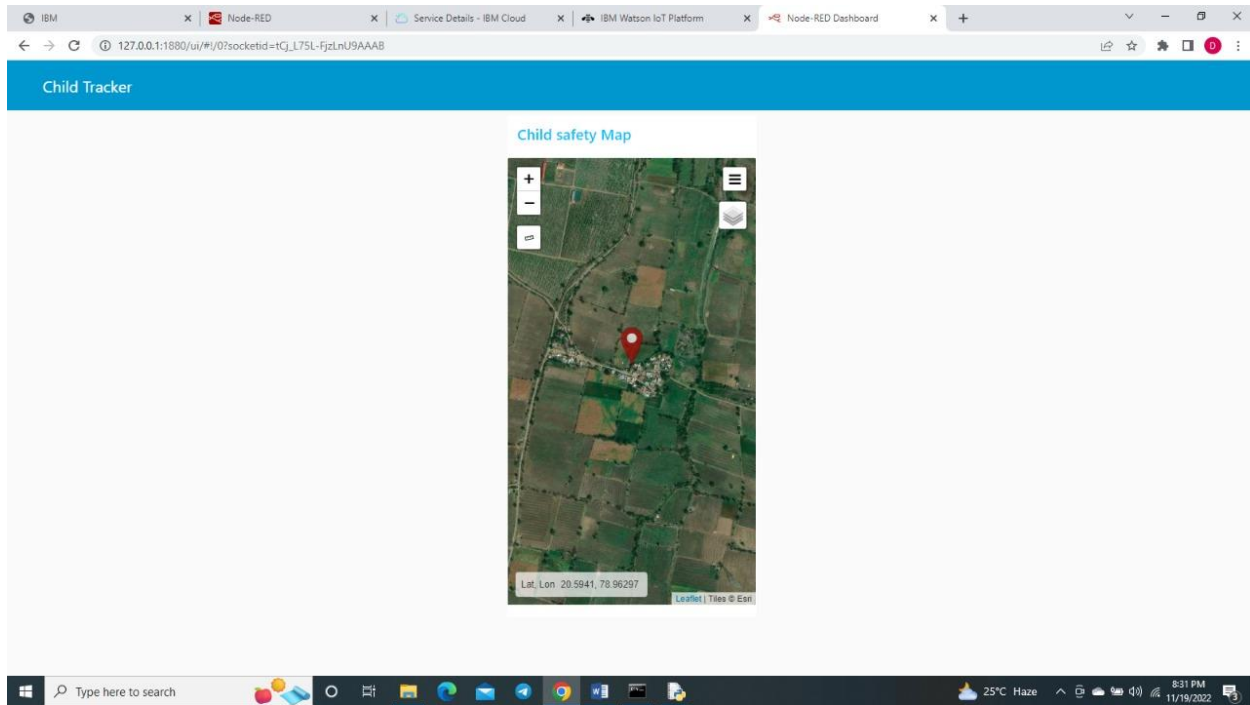 IBM
Node-RED
Service Details - IBM Cloud
IBM Watson IoT Platform
Node-RED Dashboard
127.0.0.1:1880/ui/#!/0?socketid=tCj_L75L-FjzLnU9AAAB
D
Child Tracker
Child safety Map
+
−
Lat, Lon 20.5941, 78.96297
Leaflet | Tiles © Esri
Type here to search
25°C Haze
8:31 PM
11/19/2022
3